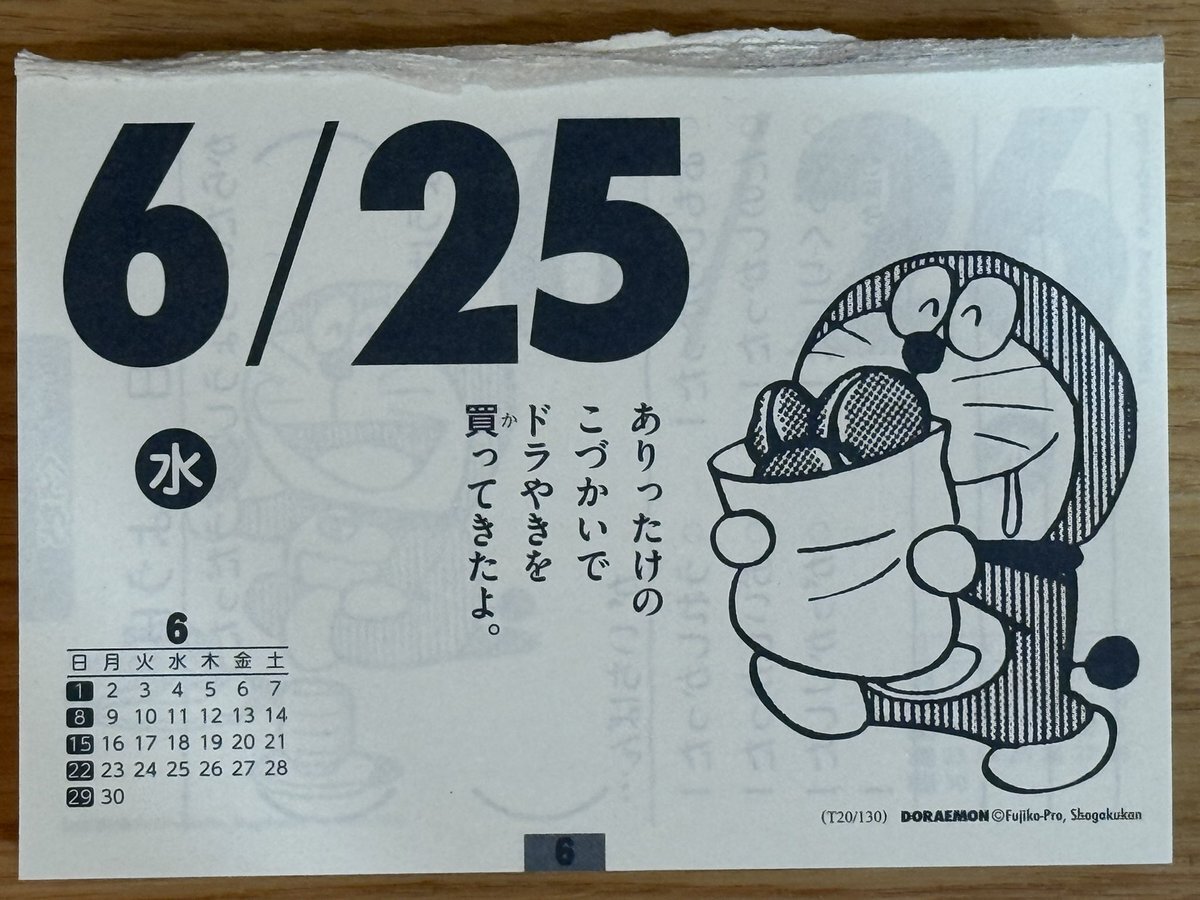 6/25
水
ありったけの
こづかいで
ドラやきを
買ってきたよ。
か
6
日 月 火 水 木 金 土
1 2 3 4 5 6 7
8 9 10 11 12 13 14
15 16 17 18 19 20 21
22 23 24 25 26 27 28
29 30
(T20/130) DORAEMON ©Fujiko-Pro, Shogakukan
6